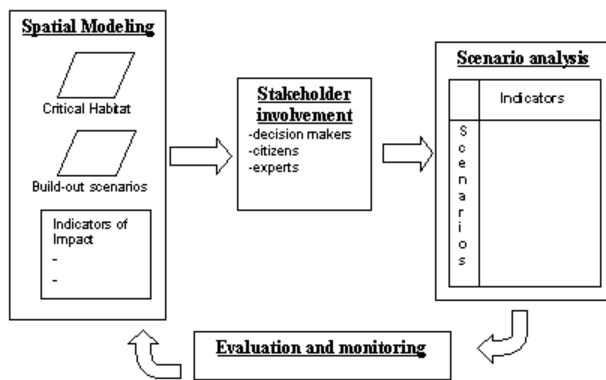 Spatial Modeling
Critical Habitat
Build-out scenarios
Indicators of
Impact
-
-
Stakeholder
involvement
-decision makers
-citizens
-experts
Scenario analysis
Indicators
Scenarios
Evaluation and monitoring